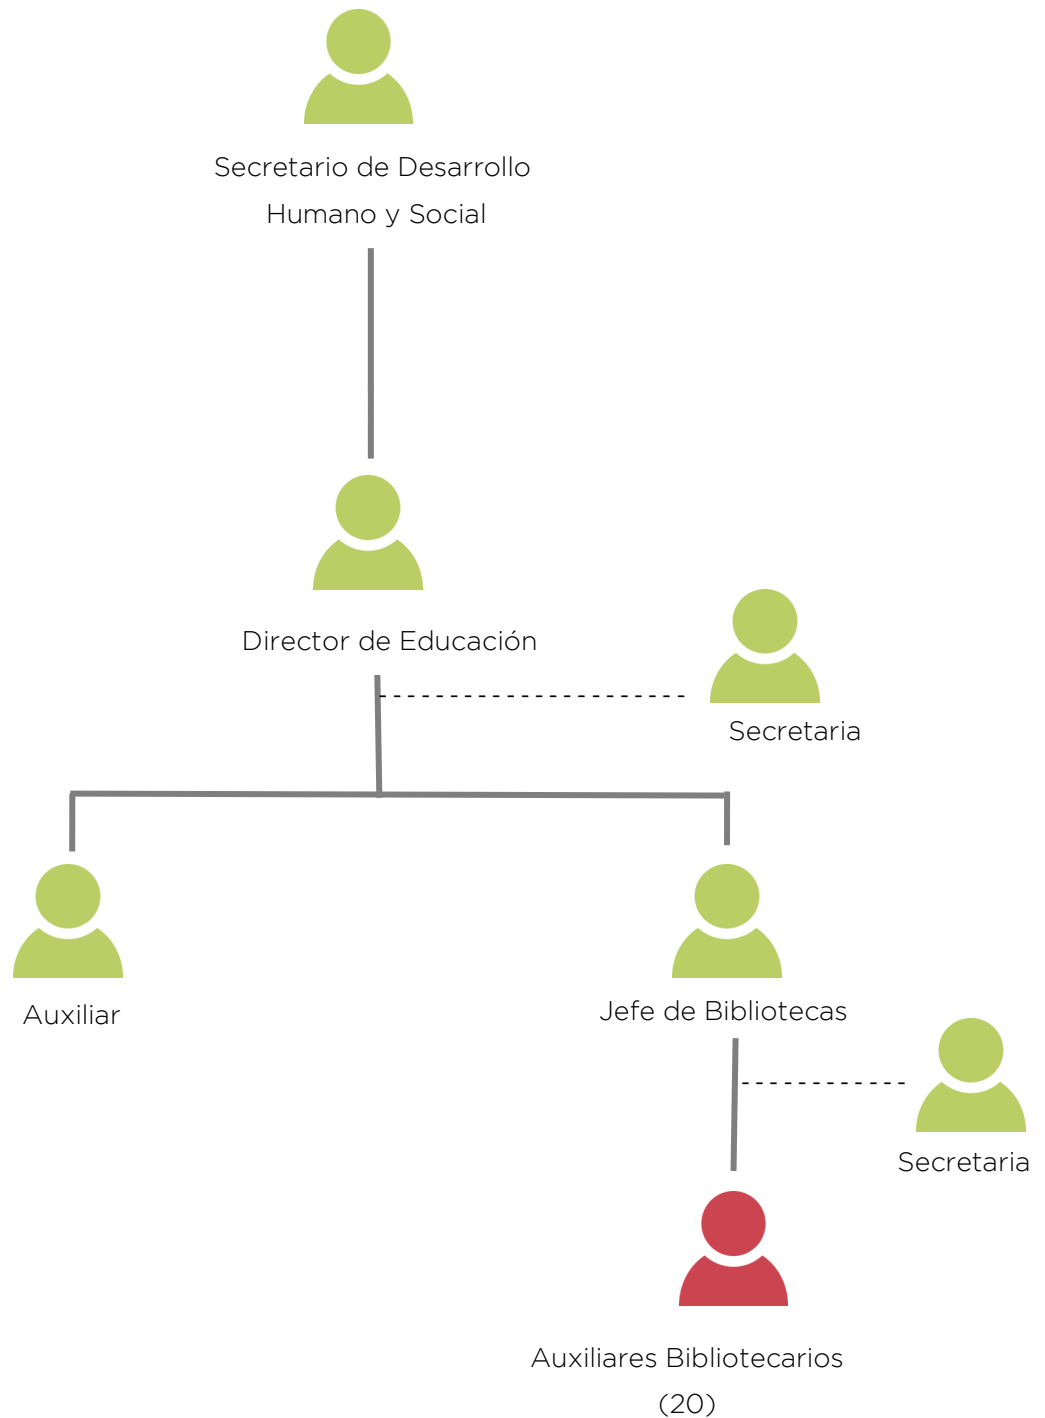 Secretario de Desarrollo
Humano y Social
Director de Educación
Secretaria
Auxiliar
Jefe de Bibliotecas
Secretaria
Auxiliares Bibliotecarios
(20)